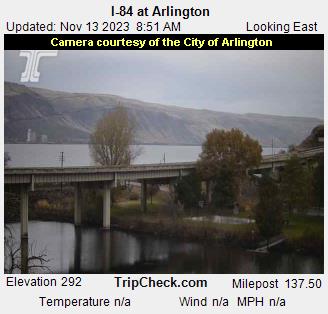 I-84 at Arlington
Updated: Nov 13 2023 8:51 AM Looking East
Camera courtesy of the City of Arlington
Elevation 292 TripCheck.com Milepost 137.50
Temperature n/a Wind n/a MPH n/a